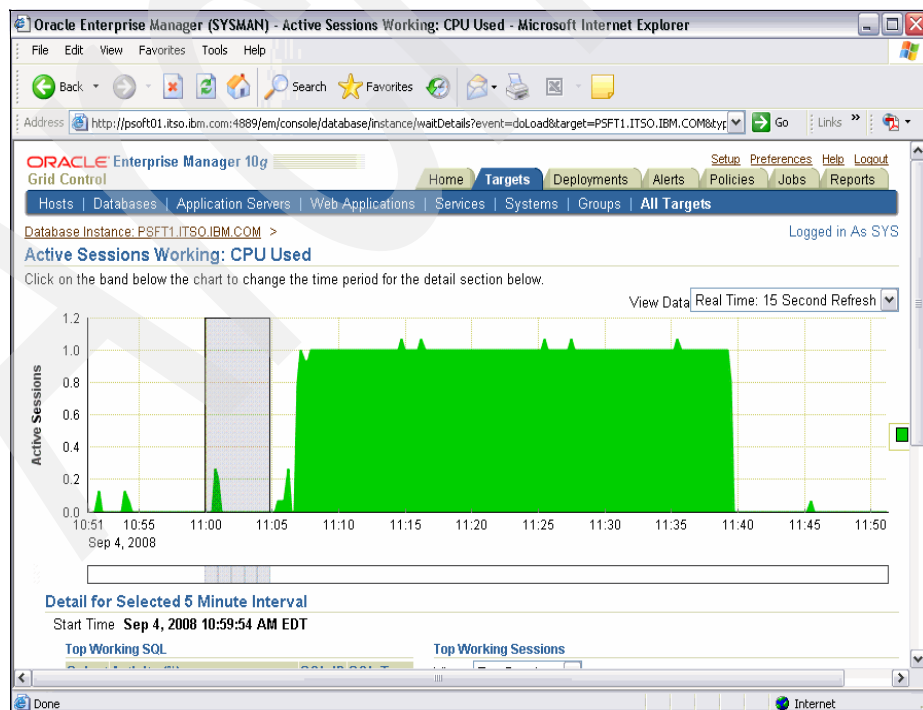 Oracle Enterprise Manager (SYSMAN) - Active Sessions Working: CPU Used - Microsoft Internet Explorer
File Edit View Favorites Tools Help
Back Search Favorites
Address http://psoft01.itso.ibm.com:4889/em/console/database/instance/waitDetails?event=doLoad&target=PSFT1.ITSO.IBM.COM&typ Go Links »
ORACLE Enterprise Manager 10g
Grid Control
Setup Preferences Help Logout
Home Targets Deployments Alerts Policies Jobs Reports
Hosts | Databases | Application Servers | Web Applications | Services | Systems | Groups | All Targets
Database Instance: PSFT1.ITSO.IBM.COM >
Logged in As SYS
Active Sessions Working: CPU Used
Click on the band below the chart to change the time period for the detail section below.
View Data Real Time: 15 Second Refresh
Active Sessions
1.2
1.0
0.8
0.6
0.4
0.2
0.0
10:51 10:55 11:00 11:05 11:10 11:15 11:20 11:25 11:30 11:35 11:40 11:45 11:50
Sep 4, 2008
Detail for Selected 5 Minute Interval
Start Time Sep 4, 2008 10:59:54 AM EDT
Top Working SQL
Top Working Sessions
Done
Internet